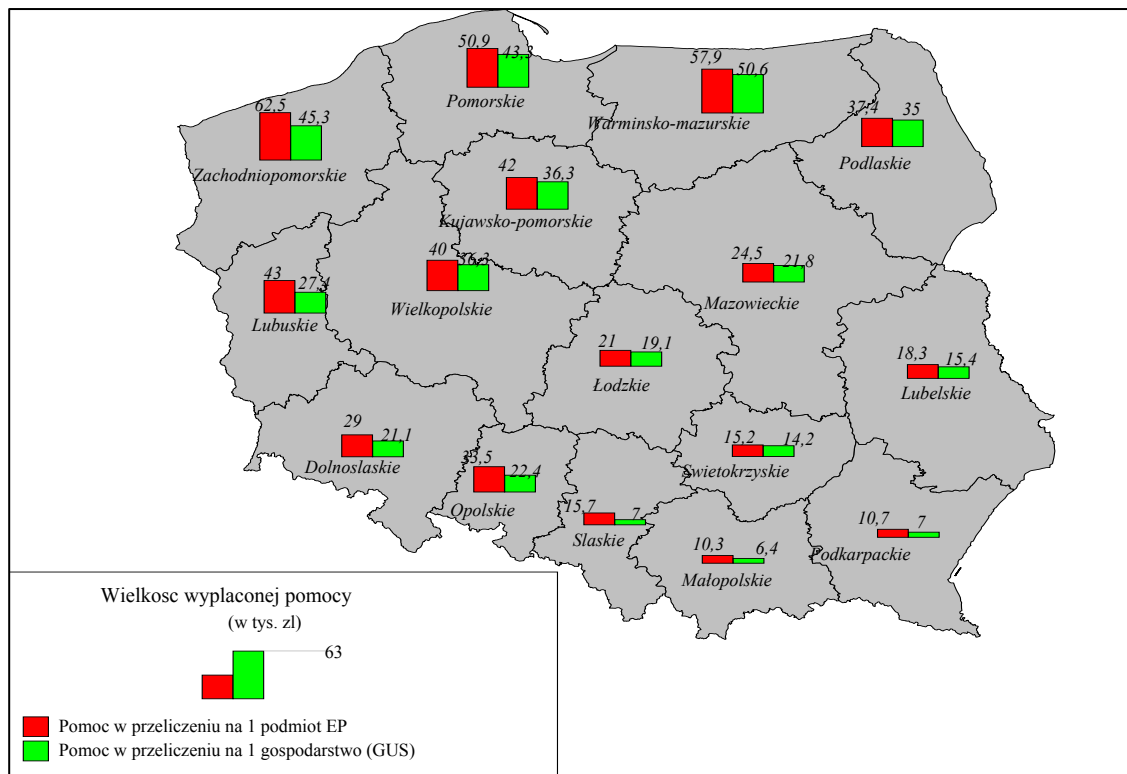 50,9
43,3
Pomorskie
57,9
50,6
Warminsko-mazurskie
37,4
35
Podlaskie
62,5
45,3
Zachodniopomorskie
42
36,3
Kujawsko-pomorskie
40
36,3
Wielkopolskie
43
27,4
Lubuskie
24,5
21,8
Mazowieckie
21
19,1
Łodzkie
18,3
15,4
Lubelskie
29
21,1
Dolnoslaskie
33,5
22,4
Opolskie
15,2
14,2
Swietokrzyskie
15,7
7
Slaskie
10,3
6,4
Małopolskie
10,7
7
Podkarpackie
Wielkosc wyplaconej pomocy
(w tys. zl)
63
Pomoc w przeliczeniu na 1 podmiot EP
Pomoc w przeliczeniu na 1 gospodarstwo (GUS)